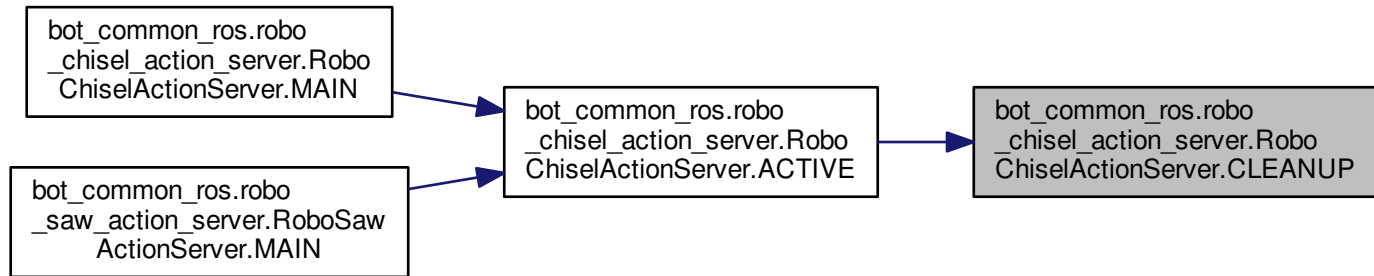 bot_common_ros.robo
_chisel_action_server.Robo
ChiselActionServer.MAIN
bot_common_ros.robo
_saw_action_server.RoboSaw
ActionServer.MAIN
bot_common_ros.robo
_chisel_action_server.Robo
ChiselActionServer.ACTIVE
bot_common_ros.robo
_chisel_action_server.Robo
ChiselActionServer.CLEANUP